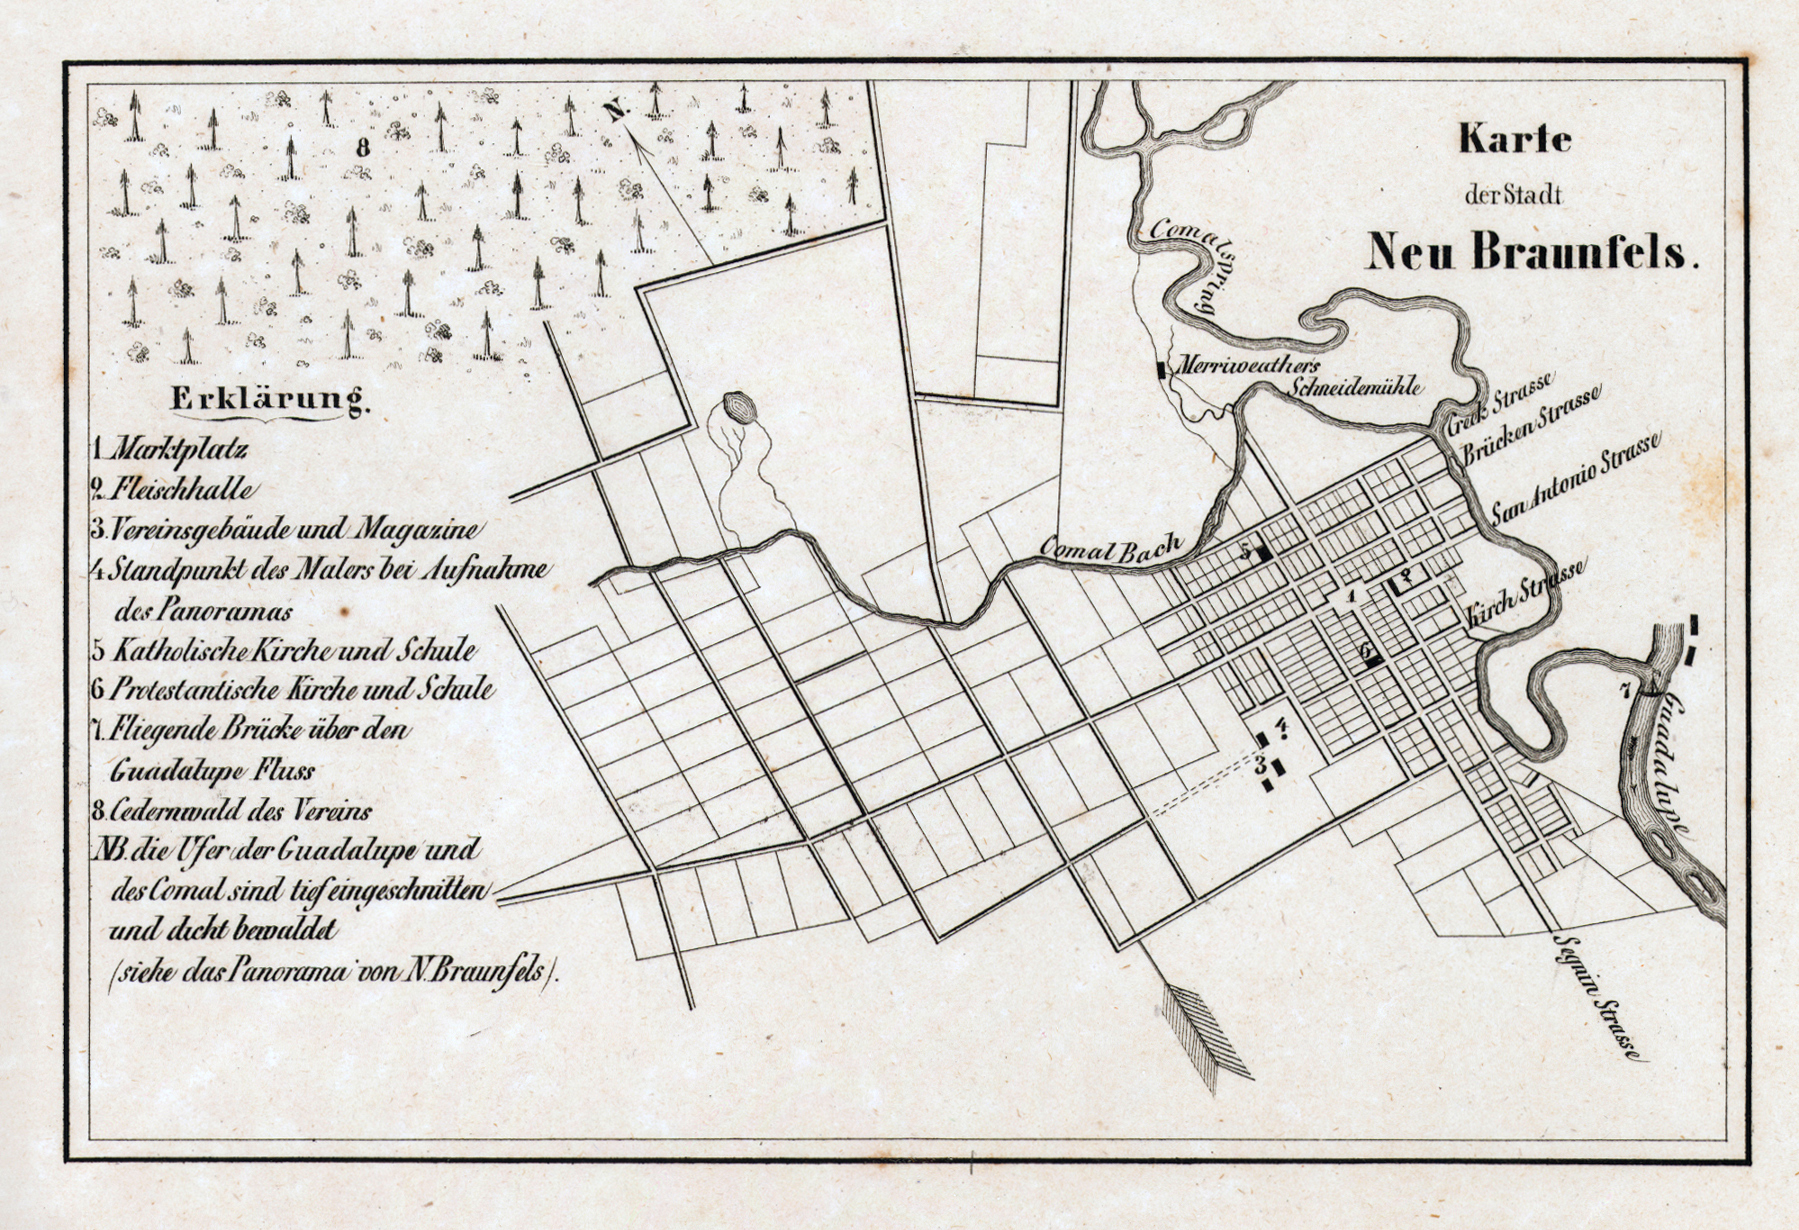 Karte
der Stadt
Neu Braunfels.
N.
8
Comalspring
Merriweathers
Schneidemühle
Creek Strasse
Brücken Strasse
San Antonio Strasse
Comal Bach
5
2
1
Kirch Strasse
6
7
Guadalupe
4.
3
Seguin Strasse
Erklärung.
1 Marktplatz
2. Fleischhalle
3. Vereinsgebäude und Magazine
4 Standpunkt des Malers bei Aufnahme
des Panoramas
5 Katholische Kirche und Schule
6 Protestantische Kirche und Schule
7. Fliegende Brücke über den
Guadalupe Fluss
8. Cedernwald des Vereins
NB. die Ufer der Guadalupe und
des Comal sind tief eingeschnitten
und dicht bewaldet
(siehe das Panorama von N. Braunfels).